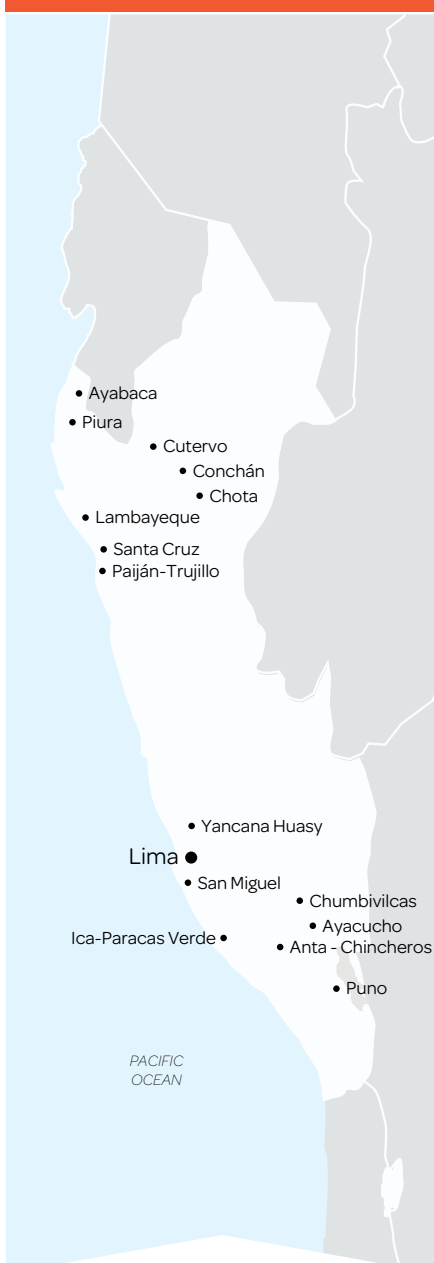 Ayabaca
Piura
Cutervo
Conchán
Chota
Lambayeque
Santa Cruz
Paiján-Trujillo
Yancana Huasy
Lima
San Miguel
Chumbivilcas
Ayacucho
Ica-Paracas Verde
Anta - Chincheros
Puno
PACIFIC
OCEAN